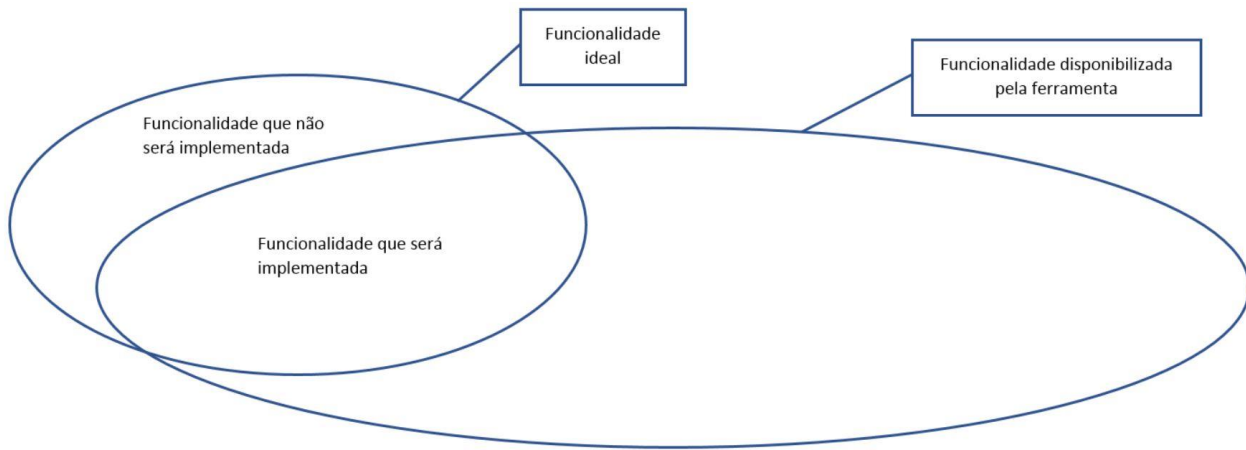 Funcionalidade
ideal
Funcionalidade disponibilizada
pela ferramenta
Funcionalidade que não
será implementada
Funcionalidade que será
implementada